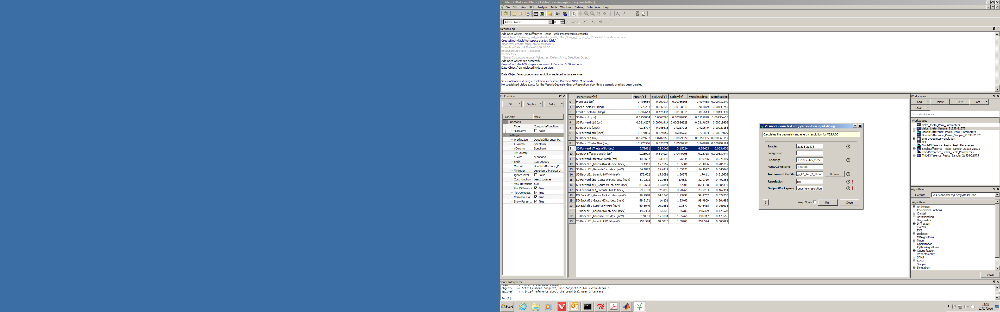 MantidPlot - untitled - [Table-1 - energygeomteryresolution]
File Edit View Plot Analysis Table Windows Catalog Interfaces Help
Adobe Arabic 0 B It U x² x₂ αβ Γ ∫
Results Log
Add Data Object ThickDifference_Peaks_Peak_Parameters successful
Data Object 'Uranium_post_moderator_calib_1Mar_3Bragg_L0_iter_2_IP' deleted from data service.
CreateEmptyTableWorkspace started (child)
Algorithm: CreateEmptyTableWorkspace v1
Execution Date: 1970-Jan-01 00:00:00
Execution Duration: -1 seconds
Parameters:
Name: OutputWorkspace, Value: res, Default?: No, Direction: Output
Add Data Object res successful
CreateEmptyTableWorkspace successful, Duration 0.00 seconds
Data Object 'res' replaced in data service.
Data Object 'energygeomteryresolution' replaced in data service.
VesuvioGeometryEnergyResolution successful, Duration 1050.71 seconds
No specialised dialog exists for the VesuvioGeometryEnergyResolution algorithm: a generic one has been created
Fit Function
Fit Display Setup
Property Value
Functions
Type CompositeFunction
NumDeriv False
Settings
Workspace DoubleDifference_P...
XColumn Spectrum
YColumn Spectrum
ErrColumn
StartX 3.000000
EndX 198.000000
Output DoubleDifference_P...
Minimizer Levenberg-Marquardt
Ignore invali... False
Cost function Least squares
Max Iterations 500
Plot Difference True
Plot Composi... True
Convolve Co... True
Show Param... True
Parameter[Y] Mean[Y] StdDev[Y] StdErr[Y] WeightedMea WeightedEr
0 Front dL1 (cm) 0.495654 0.107017 0.00766365 0.497435 0.000732349
1 Back dTheta MC (deg) 0.972201 0.147202 0.0128611 0.967879 0.00149755
2 Front dTheta MC (deg) 0.802614 0.126134 0.0158914 0.802614 0.00139439
3 SD Back dL (cm) 0.0258034 0.0367396 0.00320995 0.0162878 1.60433e-05
4 SD Forward dL0 (cm) 0.0214207 0.00701914 0.000884329 0.0214605 0.00019436
5 SD Back dt0 (usec) 0.35777 0.248615 0.0217216 0.422649 0.00021155
6 SD Forward dt0 (usec) 0.271035 0.125059 0.015756 0.272824 0.00214079
7 SD Back dL1 (cm) 0.0724687 0.0202263 0.0029822 0.0750485 0.000368117
8 SD Back dTheta ANA (deg) 0.270536 0.573371 0.0500957 0.248998 0.000999591
9 SD Forward dTheta ANA (deg) 7.78661 25.0043 3.15024 4.56403 0.0231606
10 SD Back Effective Width (cm) 0.26008 0.514024 0.0449105 0.23718 0.000537444
11 SD Forward Effective Width (cm) 10.5697 8.39395 2.6544 10.0766 0.271169
12 SD Back dE1_Gauss ANA st. dev. (meV) 54.1347 15.4267 1.35301 54.1096 0.284747
13 SD Back dE1_Gauss MC st. dev. (meV) 54.1827 15.4119 1.35171 54.1697 0.346045
14 SD Back dE1_Lorentz HWHM (meV) 173.622 15.6091 1.36378 174.11 0.313606
15 SD Forward dE1_Gauss ANA st. dev. (meV) 81.9272 11.7686 1.4827 82.0719 0.402863
16 SD Forward dE1_Gauss MC st. dev. (meV) 81.9683 11.6841 1.47206 82.1158 0.384394
17 SD Forward dE1_Lorentz HWHM (meV) 29.0103 26.095 3.28765 28.9234 0.167451
18 DD Back dE1_Gauss ANA st. dev. (meV) 99.4928 14.1343 1.23492 99.4702 0.674233
19 DD Back dE1_Gauss MC st. dev. (meV) 99.5171 14.131 1.23463 99.4909 0.661495
20 DD Back dE1_Lorentz HWHM (meV) 60.6046 26.9851 2.3577 60.6435 0.243635
21 TD Back dE1_Gauss ANA st. dev. (meV) 140.493 17.8302 1.55783 140.399 0.173528
22 TD Back dE1_Gauss MC st. dev. (meV) 140.51 17.8281 1.55765 140.417 0.173565
23 TD Back dE1_Lorentz HWHM (meV) 258.574 18.3015 1.59901 258.574 0.508099
VesuvioGeometryEnergyResolution input dialog
Calculates the geometry and energy resolution for VESUVIO.
Samples 21538-21575
Background
DSpacings 1.750,2.475,2.858
MonteCarloEvents 1000000
InstrumentParFile gg_L0_iter_2_IP.dat Browse
Resolution res
OutputWorkspace ygeomteryresolution
? Keep Open Run Close
Workspaces
Load Delete Group Sort
Save
Filter Workspaces
Workspaces
delta_theta_Peak_Parameters
delta_theta_Sample_21538-21575
DoubleDifference_Peaks_Peak_Parameters
DoubleDifference_Peaks_Sample_21538-21575
energygeomteryresolution
res
SingleDifference_Peaks_Peak_Parameters
SingleDifference_Peaks_Sample_21538-21575
ThickDifference_Peaks_Peak_Parameters
ThickDifference_Peaks_Sample_21538-21575
Algorithms
Execute VesuvioGeometryEnergyResolution
Algorithms
Arithmetic
CorrectionFunctions
Crystal
DataHandling
Diagnostics
Diffraction
Events
ISIS
Inelastic
MDAlgorithms
Muon
Optimization
PythonAlgorithms
Quantification
Reflectometry
SANS
SINQ
Sample
Simulation
Details
Script Interpreter
object? -> Details about 'object', use 'object??' for extra details.
%guiref -> A brief reference about the graphical user interface.
In [1]:
Start
12:21
12/03/2016